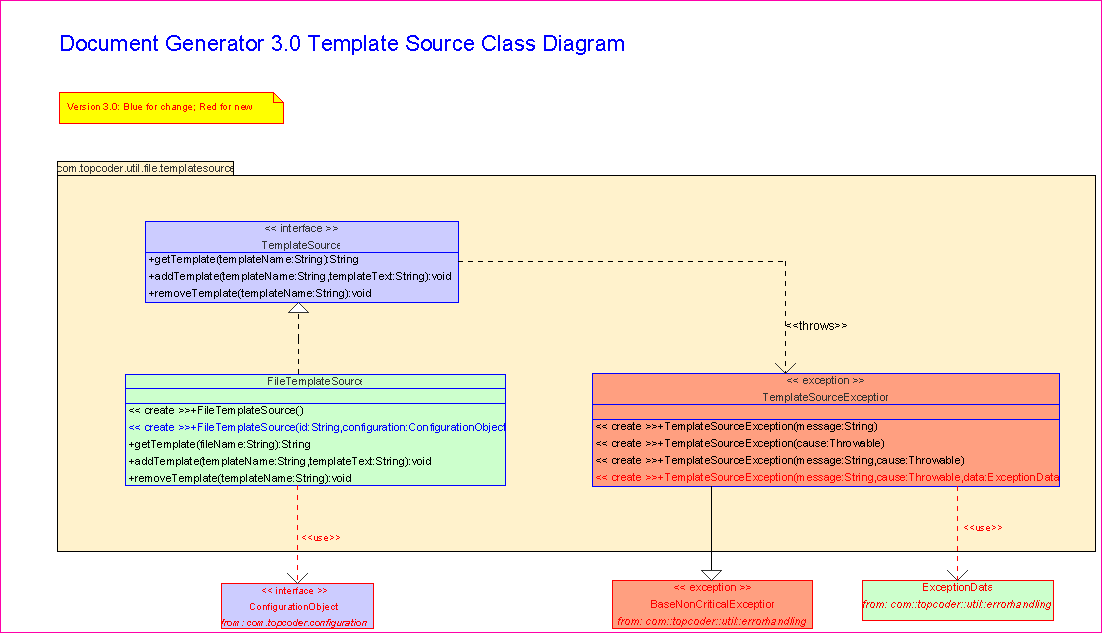 Document Generator 3.0 Template Source Class Diagram
Version 3.0: Blue for change; Red for new
com.topcoder.util.file.templatesource
<< interface >>
TemplateSource
+getTemplate(templateName:String):String
+addTemplate(templateName:String,templateText:String):void
+removeTemplate(templateName:String):void
<<throws>>
FileTemplateSource
<< create >>+FileTemplateSource()
<< create >>+FileTemplateSource(id:String,configuration:ConfigurationObject
+getTemplate(fileName:String):String
+addTemplate(templateName:String,templateText:String):void
+removeTemplate(templateName:String):void
<< exception >>
TemplateSourceException
<< create >>+TemplateSourceException(message:String)
<< create >>+TemplateSourceException(cause:Throwable)
<< create >>+TemplateSourceException(message:String,cause:Throwable)
<< create >>+TemplateSourceException(message:String,cause:Throwable,data:ExceptionData
<<use>>
<<use>>
<< interface >>
ConfigurationObject
from: com.topcoder.configuration
<< exception >>
BaseNonCriticalException
from: com::topcoder::util::errorhandling
ExceptionData
from: com::topcoder::util::errorhandling